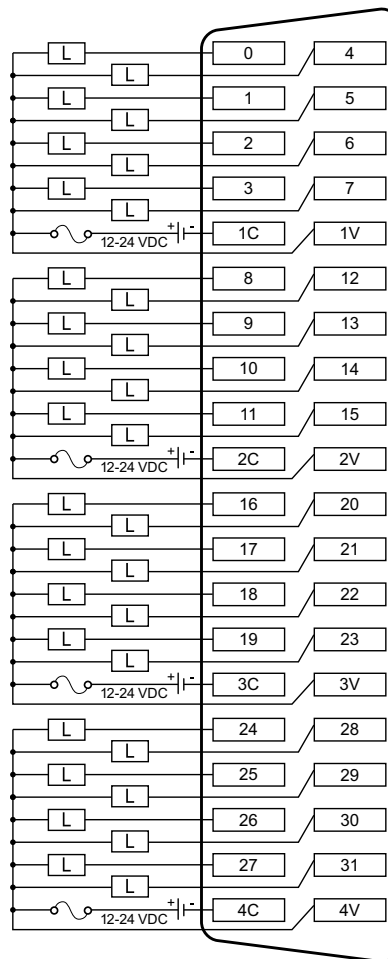 L 0 4
L
L 1 5
L
L 2 6
L
L 3 7
L
12-24 VDC + - 1C 1V
L 8 12
L
L 9 13
L
L 10 14
L
L 11 15
L
12-24 VDC + - 2C 2V
L 16 20
L
L 17 21
L
L 18 22
L
L 19 23
L
12-24 VDC + - 3C 3V
L 24 28
L
L 25 29
L
L 26 30
L
L 27 31
L
12-24 VDC + - 4C 4V